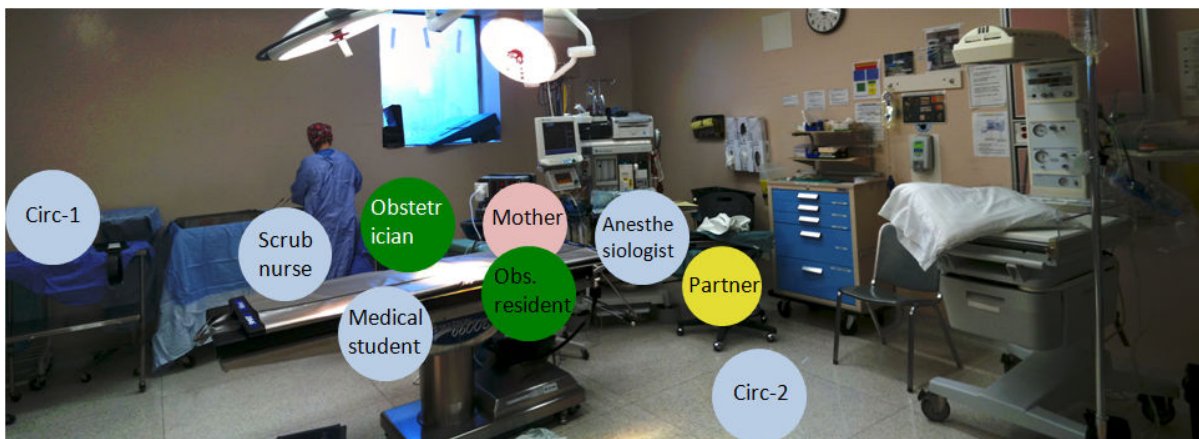 Circ-1
Scrub
nurse
Obstetr
ician
Mother
Anesthe
siologist
Medical
student
Obs.
resident
Partner
Circ-2